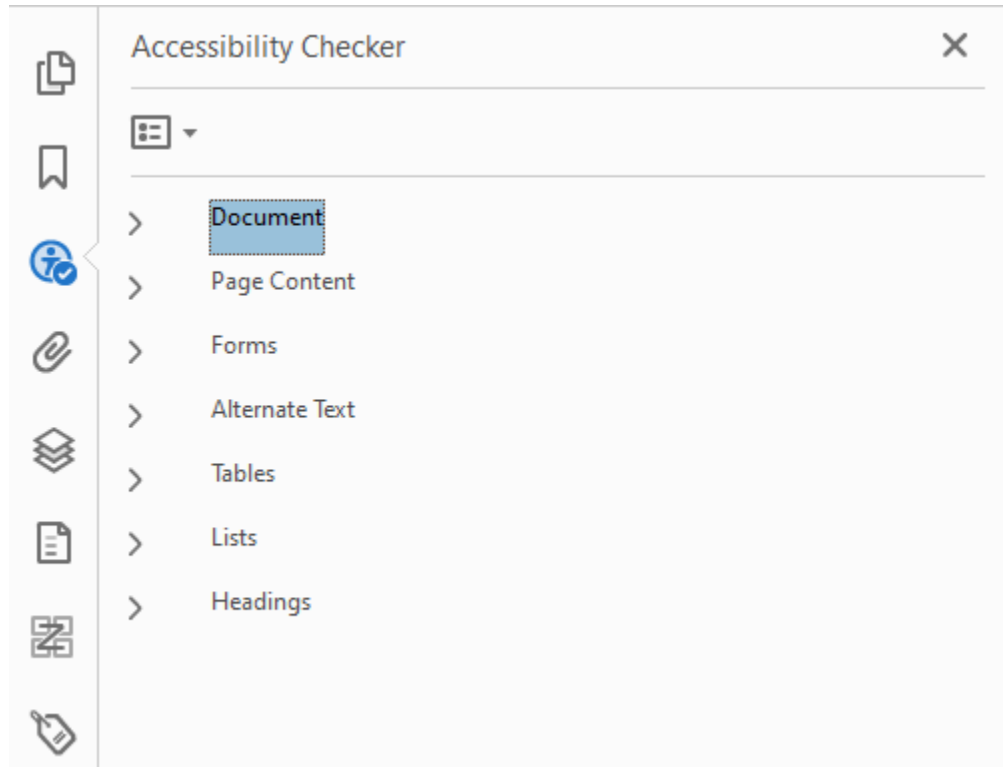 Accessibility Checker
Document
Page Content
Forms
Alternate Text
Tables
Lists
Headings